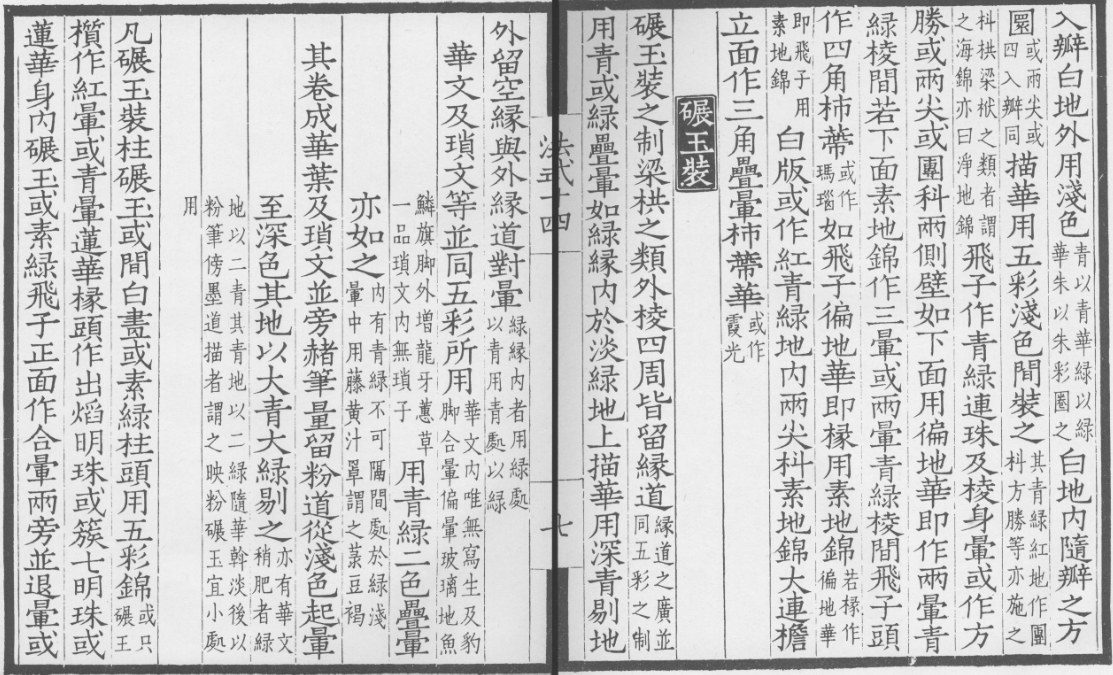 入瓣白地外用淺色青以青華綠以綠華朱以朱彩圈之白地內隨瓣之方
圜或兩尖或四入瓣同描華用五彩淺色間裝之其青綠紅地作團科方勝等亦施之
枓栱梁栿之類者謂之海錦亦曰淨地錦飛子作青綠連珠及棱身暈或作方
勝或兩尖或團科兩側壁如下面用徧地華即作兩暈青
綠棱間若下面素地錦作三暈或兩暈青綠棱間飛子頭
作四角柿蔕或作瑪瑙如飛子徧地華即椽用素地錦若椽作徧地華
即飛子用素地錦白版或作紅青綠地內兩尖科素地錦大連檐
立面作三角疊暈柿蔕華或作霞光
碾玉裝
碾玉裝之制梁栱之類外棱四周皆留緣道緣道之廣並同五彩之制
用青或綠疊暈如綠緣內於淡綠地上描華用深青剔地
法式十四
七
外留空緣與外緣道對暈綠緣內者用綠處以青用青處以綠
華文及瑣文等並同五彩所用華文內唯無寫生及豹脚合暈偏暈玻璃地魚
鱗旗脚外增龍牙蕙草一品瑣文內無瑣子用青綠二色疊暈
亦如之內有青綠不可隔間處於綠淺暈中用藤黃汁罩謂之菉豆褐
其卷成華葉及瑣文並旁赭筆量留粉道從淺色起暈
至深色其地以大青大綠剔之亦有華文稍肥者綠
地以二青其青地以二綠隨華斡淡後以粉筆傍墨道描者謂之映粉碾玉宜小處
用
凡碾玉裝柱碾玉或間白畫或素綠柱頭用五彩錦或只碾玉
櫍作紅暈或青暈蓮華椽頭作出焰明珠或簇七明珠或
蓮華身內碾玉或素綠飛子正面作合暈兩旁並退暈或